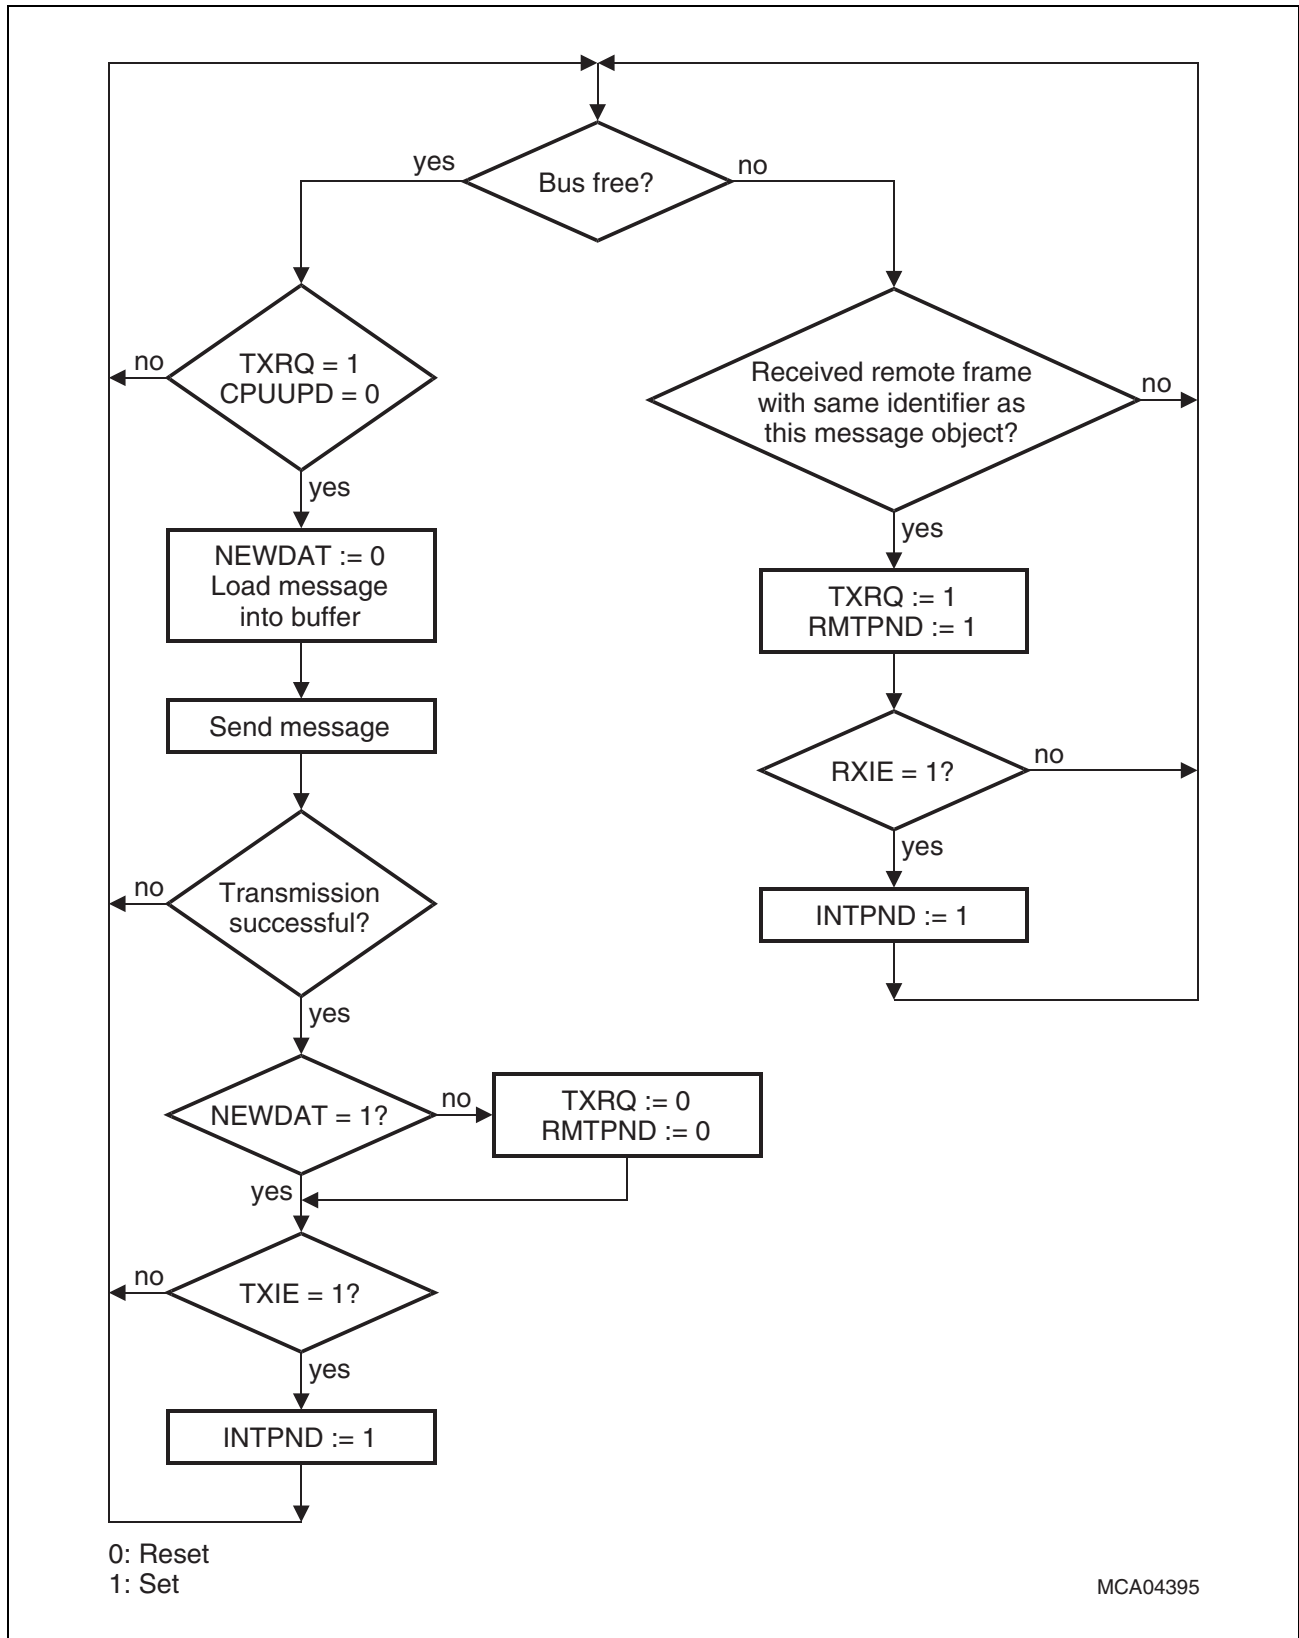 Bus free?
yes
no
TXRQ = 1
CPUUPD = 0
no
yes
NEWDAT := 0
Load message
into buffer
Send message
Transmission
successful?
no
yes
NEWDAT = 1?
no
TXRQ := 0
RMTPND := 0
yes
TXIE = 1?
no
yes
INTPND := 1
Received remote frame
with same identifier as
this message object?
no
yes
TXRQ := 1
RMTPND := 1
RXIE = 1?
no
yes
INTPND := 1
0: Reset
1: Set
MCA04395